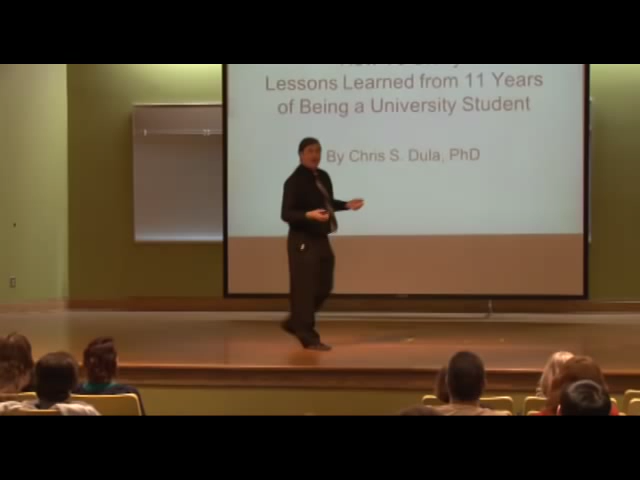 Lessons Learned from 11 Years
of Being a University Student
By Chris S. Dula, PhD